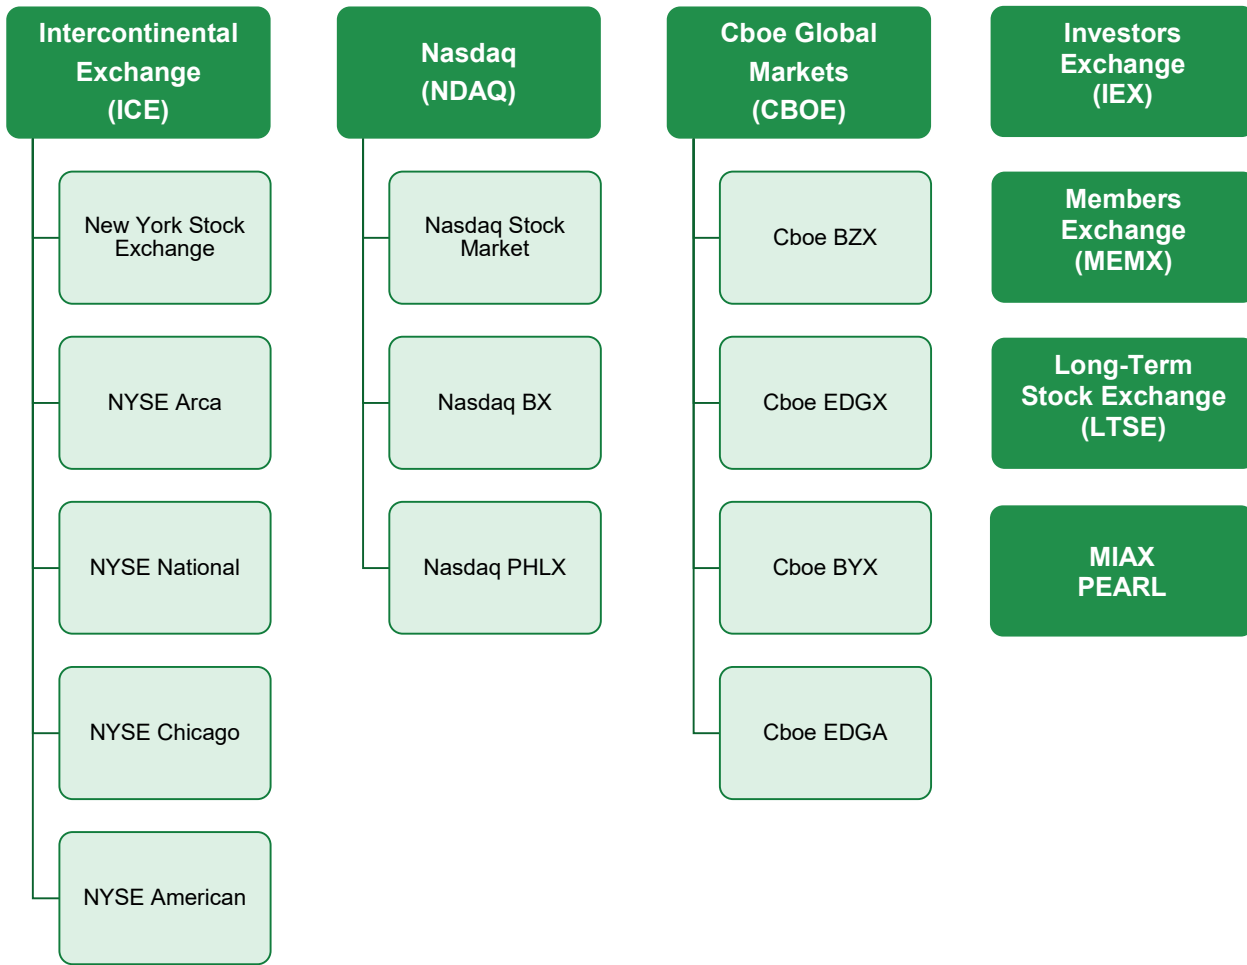 Intercontinental
Exchange
(ICE)
New York Stock
Exchange
NYSE Arca
NYSE National
NYSE Chicago
NYSE American
Nasdaq
(NDAQ)
Nasdaq Stock
Market
Nasdaq BX
Nasdaq PHLX
Cboe Global
Markets
(CBOE)
Cboe BZX
Cboe EDGX
Cboe BYX
Cboe EDGA
Investors
Exchange
(IEX)
Members
Exchange
(MEMX)
Long-Term
Stock Exchange
(LTSE)
MIAX
PEARL